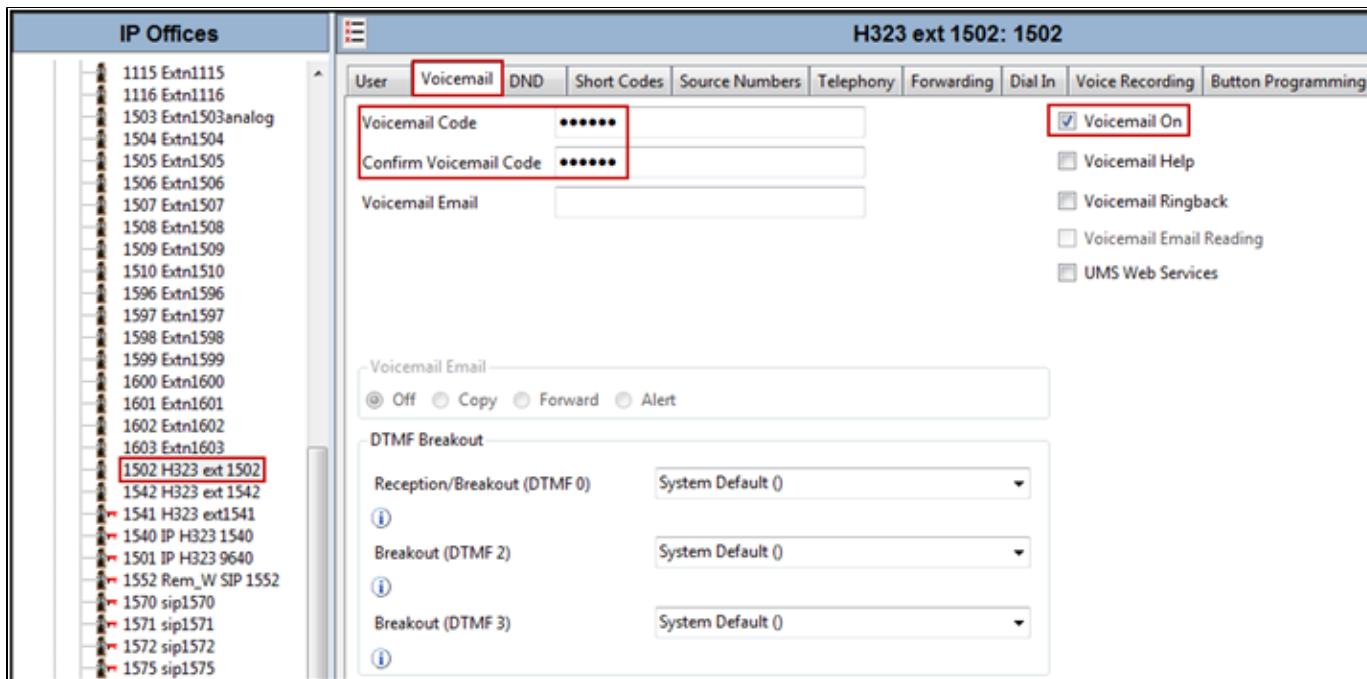 IP Offices
1115 Extn1115
1116 Extn1116
1503 Extn1503analog
1504 Extn1504
1505 Extn1505
1506 Extn1506
1507 Extn1507
1508 Extn1508
1509 Extn1509
1510 Extn1510
1596 Extn1596
1597 Extn1597
1598 Extn1598
1599 Extn1599
1600 Extn1600
1601 Extn1601
1602 Extn1602
1603 Extn1603
1502 H323 ext 1502
1542 H323 ext 1542
1541 H323 ext1541
1540 IP H323 1540
1501 IP H323 9640
1552 Rem_W SIP 1552
1570 sip1570
1571 sip1571
1572 sip1572
1575 sip1575
H323 ext 1502: 1502
User Voicemail DND Short Codes Source Numbers Telephony Forwarding Dial In Voice Recording Button Programming
Voicemail Code ••••••
Confirm Voicemail Code ••••••
Voicemail Email
Voicemail On
Voicemail Help
Voicemail Ringback
Voicemail Email Reading
UMS Web Services
Voicemail Email
Off Copy Forward Alert
DTMF Breakout
Reception/Breakout (DTMF 0) System Default ()
Breakout (DTMF 2) System Default ()
Breakout (DTMF 3) System Default ()